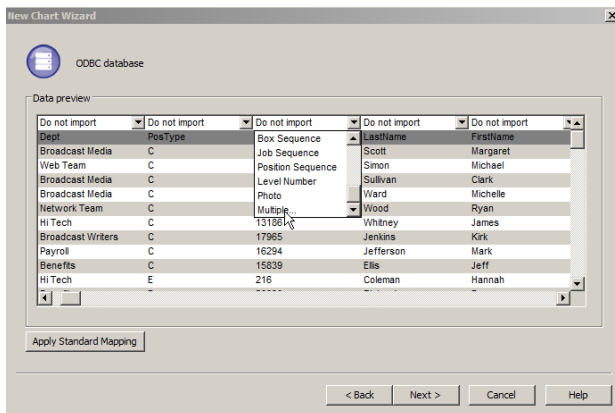 New Chart Wizard X
ODBC database
Data preview
Do not import Do not import Do not import Do not import Do not import
Dept PosType Box Sequence LastName FirstName
Broadcast Media C Job Sequence Scott Margaret
Web Team C Position Sequence Simon Michael
Broadcast Media C Level Number Sullivan Clark
Broadcast Media C Photo Ward Michelle
Network Team C Multiple... Wood Ryan
Hi Tech C 13186 Whitney James
Broadcast Writers C 17965 Jenkins Kirk
Payroll C 16294 Jefferson Mark
Benefits C 15839 Ellis Jeff
Hi Tech E 216 Coleman Hannah
Apply Standard Mapping
< Back Next > Cancel Help